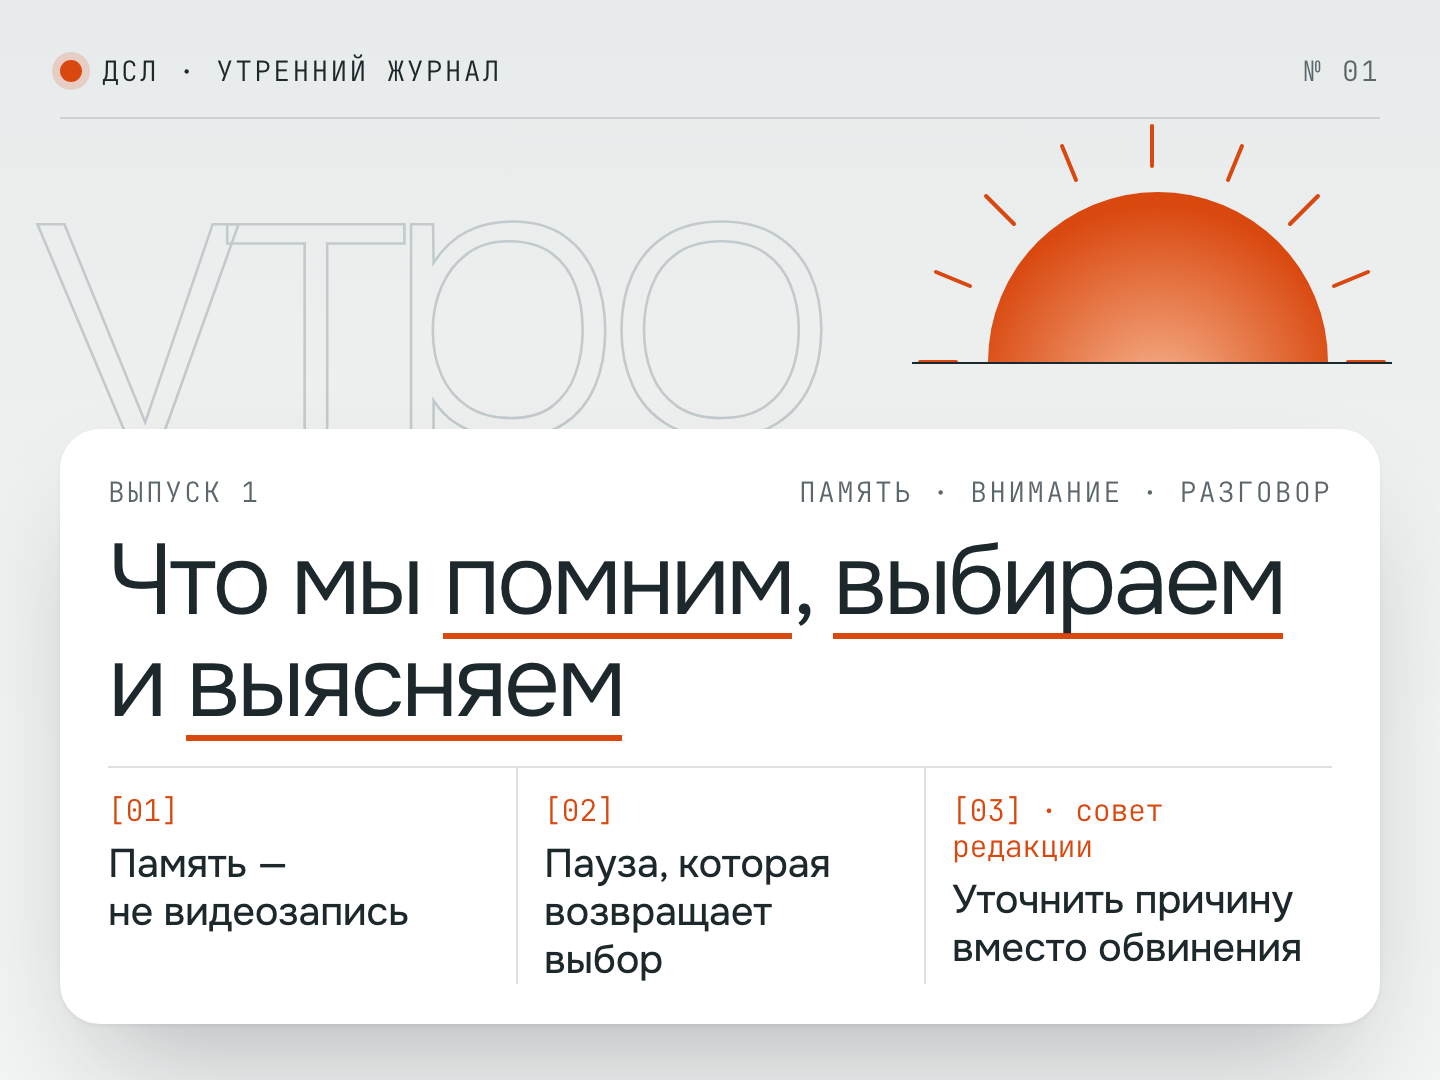 ДСЛ · УТРЕННИЙ ЖУРНАЛ
№ 01
утро
ВЫПУСК 1
ПАМЯТЬ · ВНИМАНИЕ · РАЗГОВОР
Что мы помним, выбираем
и выясняем
[01]
Память —
не видеозапись
[02]
Пауза, которая
возвращает
выбор
[03] · совет
редакции
Уточнить причину
вместо обвинения